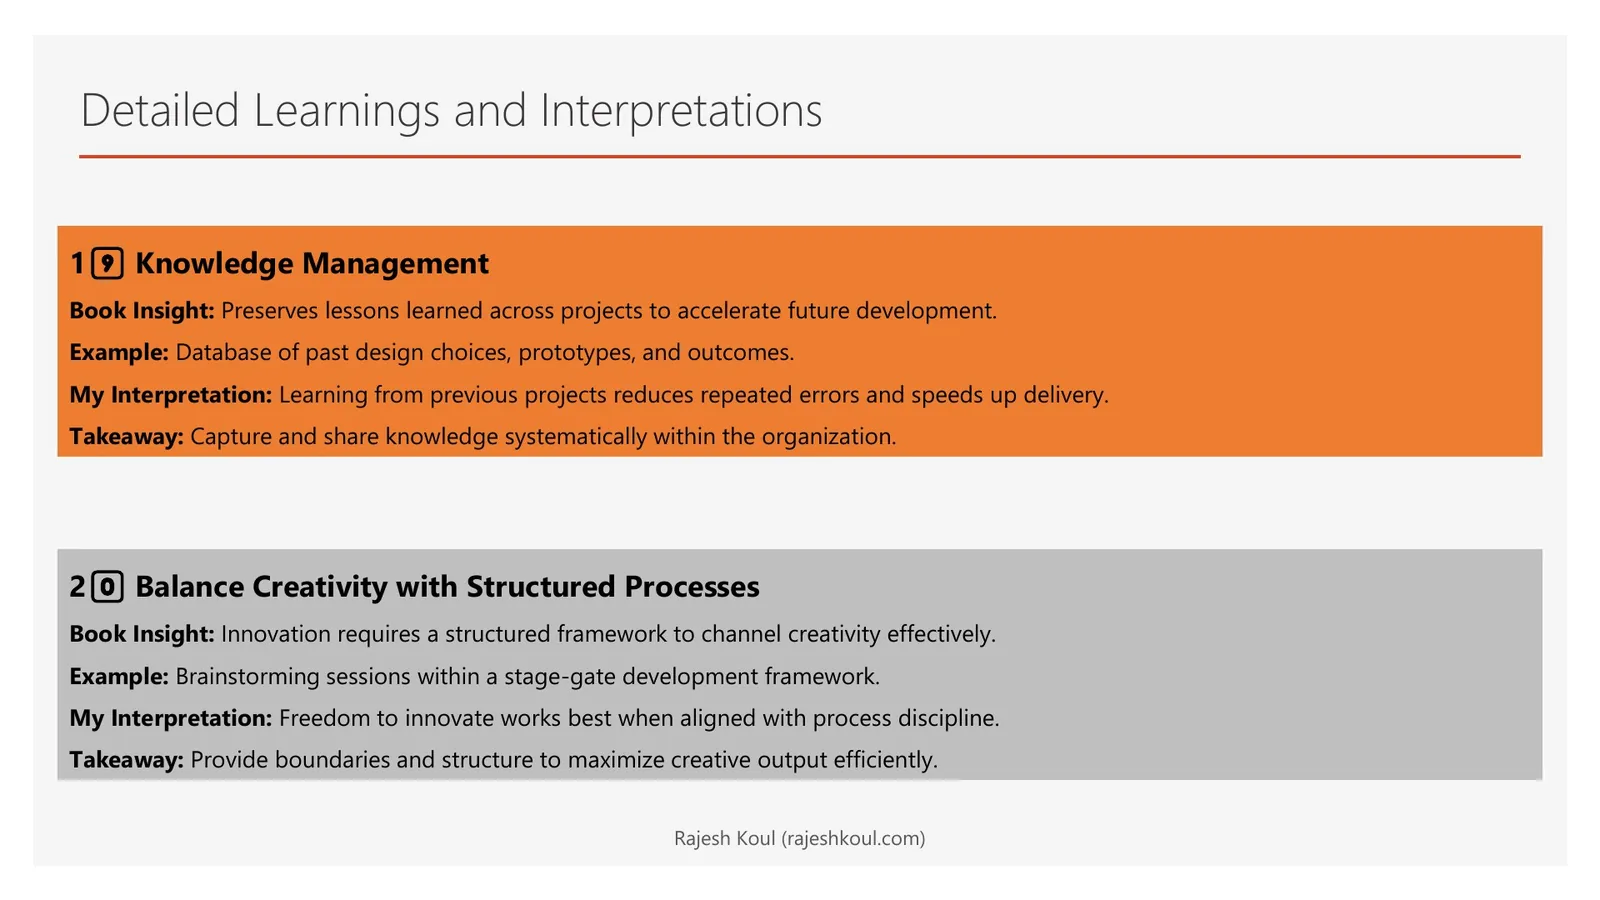 Detailed Learnings and Interpretations
19️⃣ Knowledge Management
Book Insight: Preserves lessons learned across projects to accelerate future development.
Example: Database of past design choices, prototypes, and outcomes.
My Interpretation: Learning from previous projects reduces repeated errors and speeds up delivery.
Takeaway: Capture and share knowledge systematically within the organization.
20️⃣ Balance Creativity with Structured Processes
Book Insight: Innovation requires a structured framework to channel creativity effectively.
Example: Brainstorming sessions within a stage-gate development framework.
My Interpretation: Freedom to innovate works best when aligned with process discipline.
Takeaway: Provide boundaries and structure to maximize creative output efficiently.
Rajesh Koul (rajeshkoul.com)